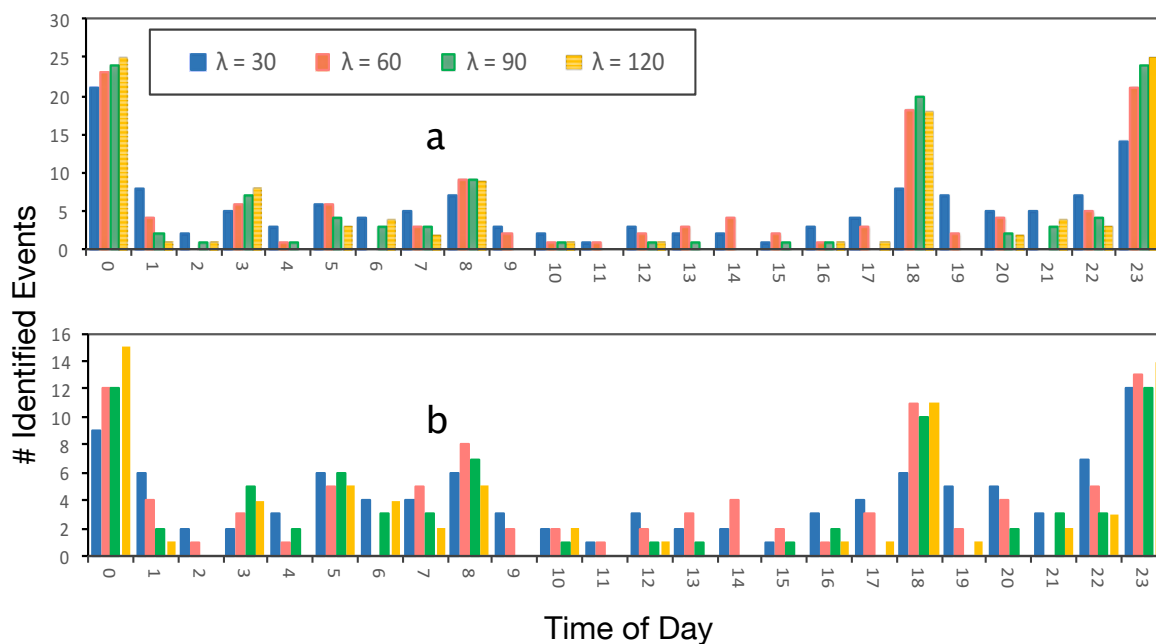 # Identified Events
30
25
20
15
10
5
0
λ = 30 λ = 60 λ = 90 λ = 120
a
0 1 2 3 4 5 6 7 8 9 10 11 12 13 14 15 16 17 18 19 20 21 22 23
16
14
12
10
8
6
4
2
0
b
0 1 2 3 4 5 6 7 8 9 10 11 12 13 14 15 16 17 18 19 20 21 22 23
Time of Day